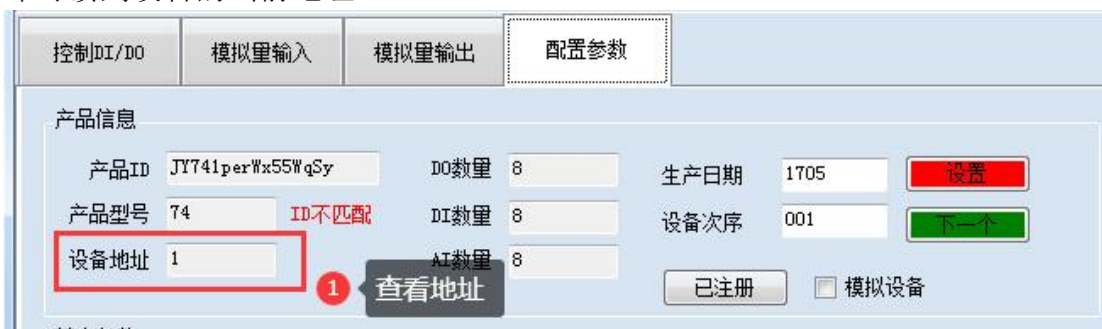 控制DI/DO 模拟量输入 模拟量输出 配置参数
产品信息
产品ID JY741perWx55WqSy DO数量 8 生产日期 1705 设置
产品型号 74 ID不匹配 DI数量 8 设备次序 001 下一个
设备地址 1 AI数量 8
1 查看地址 已注册 模拟设备